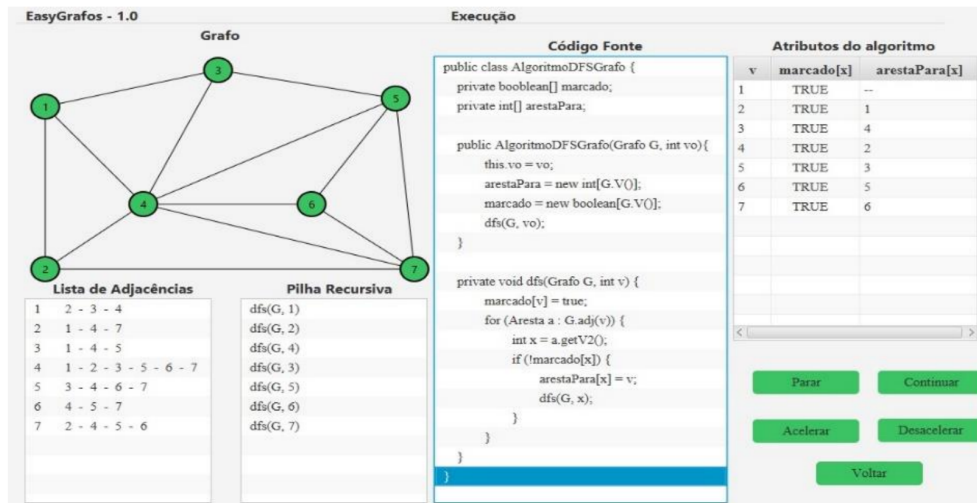 EasyGrafos - 1.0
Execução
Grafo
3
1
5
4
6
2
7
Lista de Adjacências
1 2 - 3 - 4
2 1 - 4 - 7
3 1 - 4 - 5
4 1 - 2 - 3 - 5 - 6 - 7
5 3 - 4 - 6 - 7
6 4 - 5 - 7
7 2 - 4 - 5 - 6
Pilha Recursiva
dfs(G, 1)
dfs(G, 2)
dfs(G, 4)
dfs(G, 3)
dfs(G, 5)
dfs(G, 6)
dfs(G, 7)
Código Fonte
public class AlgoritmoDFSGrafo {
private booblean[] marcado;
private int[] arestaPara;
public AlgoritmoDFSGrafo(Grafo G, int vo){
this.vo = vo;
arestaPara = new int[G.V()];
marcado = new boolean[G.V()];
dfs(G, vo);
}
private void dfs(Grafo G, int v) {
marcado[v] = true;
for (Aresta a : G.adj(v)) {
int x = a.getV2();
if (!marcado[x]) {
arestaPara[x] = v;
dfs(G, x);
}
}
}
}
Atributos do algoritmo
v marcado[x] arestaPara[x]
1 TRUE --
2 TRUE 1
3 TRUE 4
4 TRUE 2
5 TRUE 3
6 TRUE 5
7 TRUE 6
Parar
Continuar
Acelerar
Desacelerar
Voltar